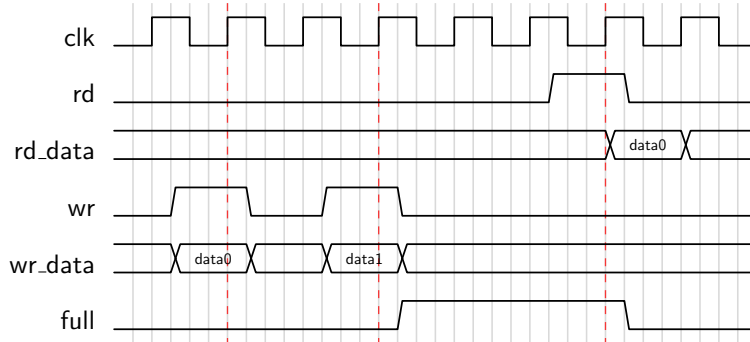 clk
rd
rd_data data0
wr
wr_data data0 data1
full